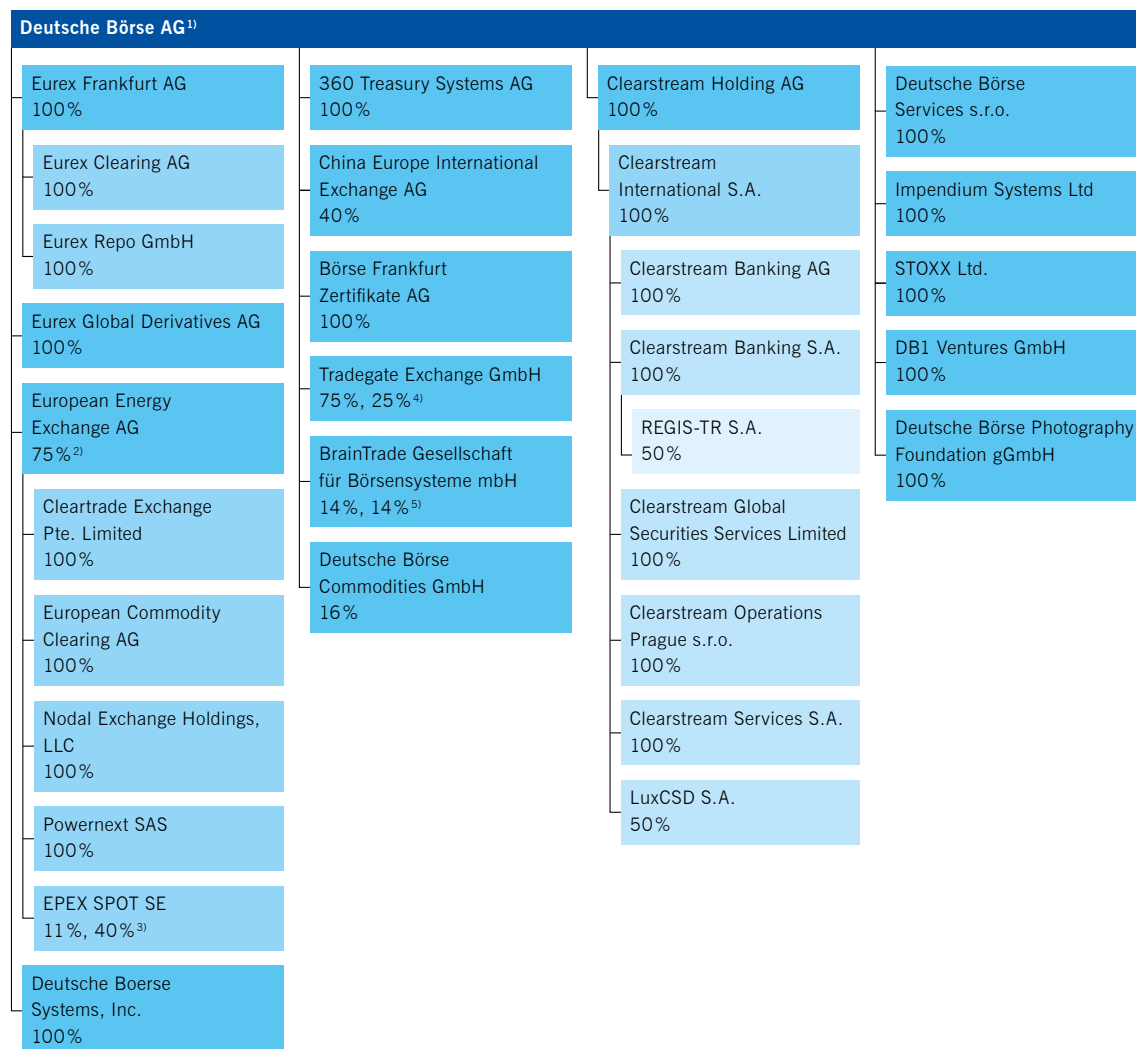 Deutsche Börse AG1)
Eurex Frankfurt AG
100%
Eurex Clearing AG
100%
Eurex Repo GmbH
100%
Eurex Global Derivatives AG
100%
European Energy
Exchange AG
75%2)
Cleartrade Exchange
Pte. Limited
100%
European Commodity
Clearing AG
100%
Nodal Exchange Holdings,
LLC
100%
Powernext SAS
100%
EPEX SPOT SE
11%, 40%3)
Deutsche Boerse
Systems, Inc.
100%
360 Treasury Systems AG
100%
China Europe International
Exchange AG
40%
Börse Frankfurt
Zertifikate AG
100%
Tradegate Exchange GmbH
75%, 25%4)
BrainTrade Gesellschaft
für Börsensysteme mbH
14%, 14%5)
Deutsche Börse
Commodities GmbH
16%
Clearstream Holding AG
100%
Clearstream
International S.A.
100%
Clearstream Banking AG
100%
Clearstream Banking S.A.
100%
REGIS-TR S.A.
50%
Clearstream Global
Securities Services Limited
100%
Clearstream Operations
Prague s.r.o.
100%
Clearstream Services S.A.
100%
LuxCSD S.A.
50%
Deutsche Börse
Services s.r.o.
100%
Impendium Systems Ltd
100%
STOXX Ltd.
100%
DB1 Ventures GmbH
100%
Deutsche Börse Photography
Foundation gGmbH
100%